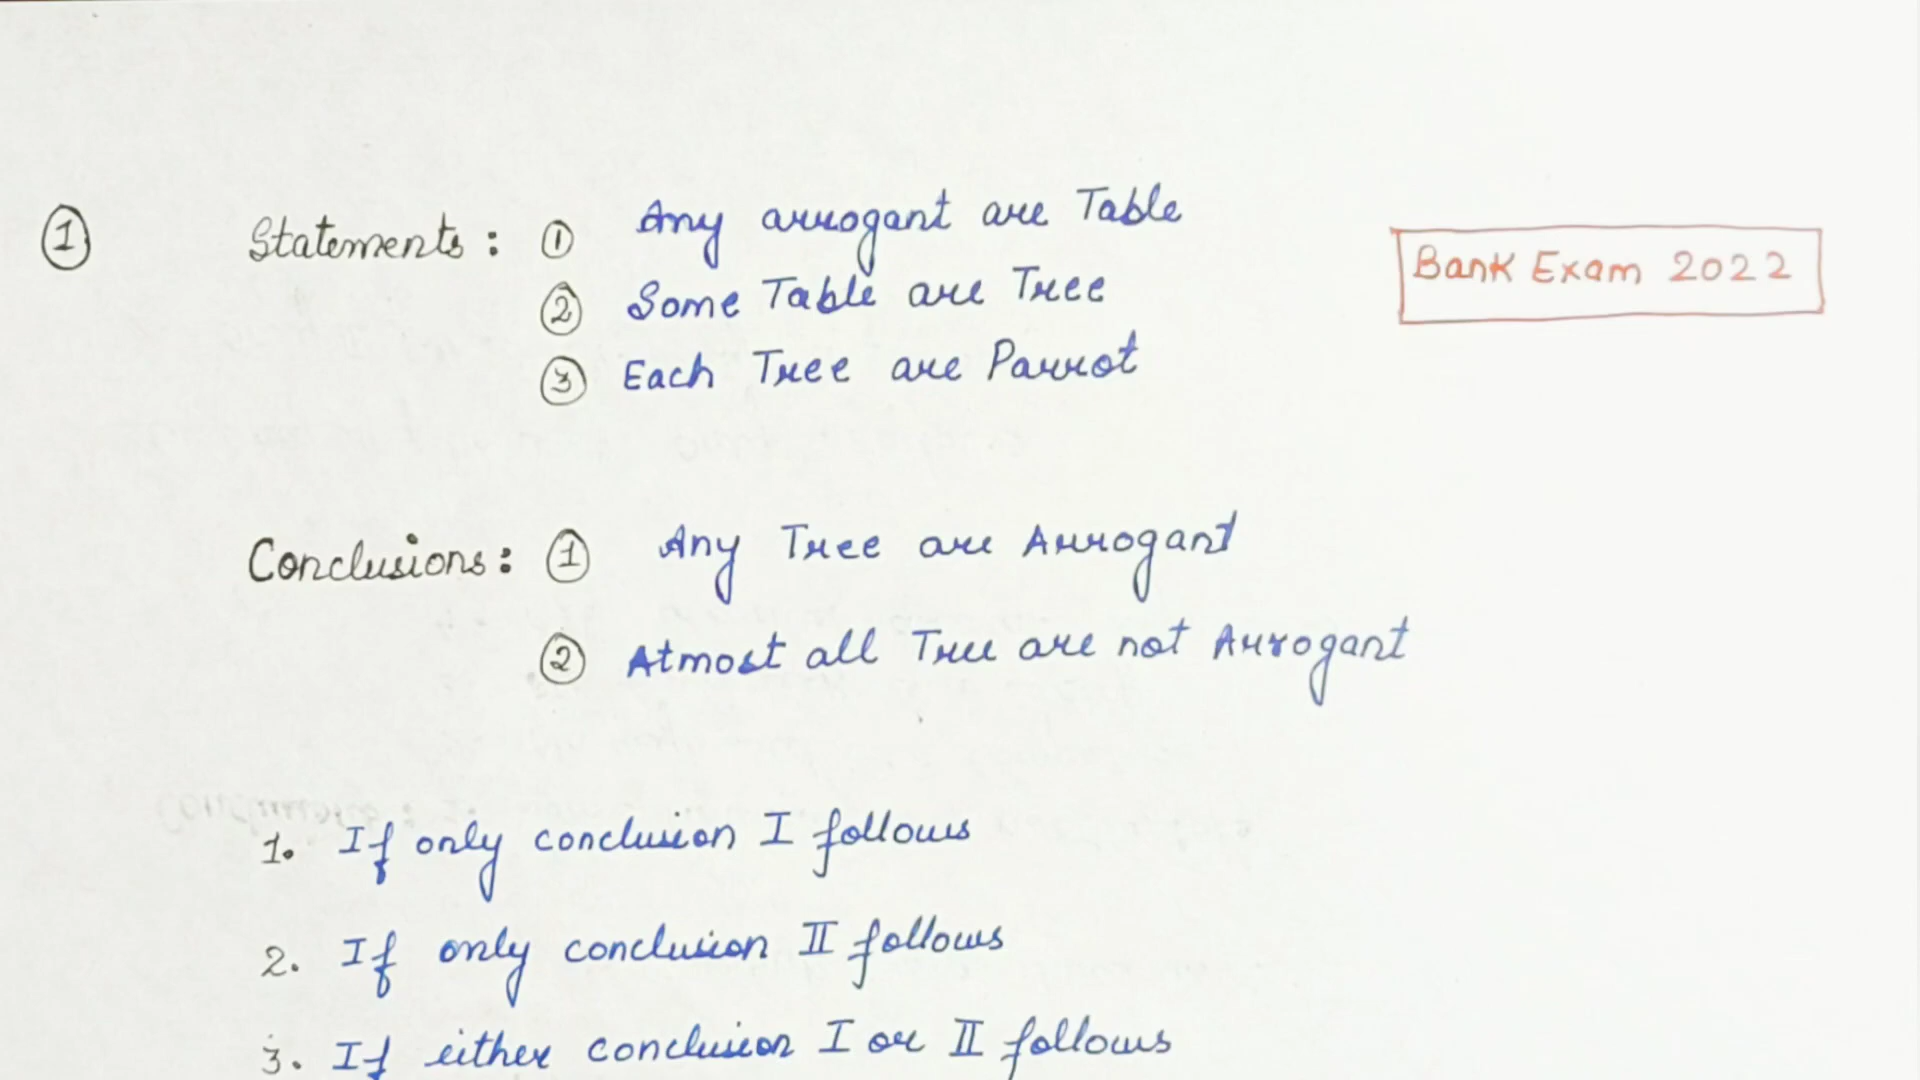 1 Statements : 1 Any arrogant are Table
2 Some Table are Tree
3 Each Tree are Parrot
Bank Exam 2022
Conclusions : 1 Any Tree are Arrogant
2 Atmost all Tree are not Arrogant
1. If only conclusion I follows
2. If only conclusion II follows
3. If either conclusion I or II follows